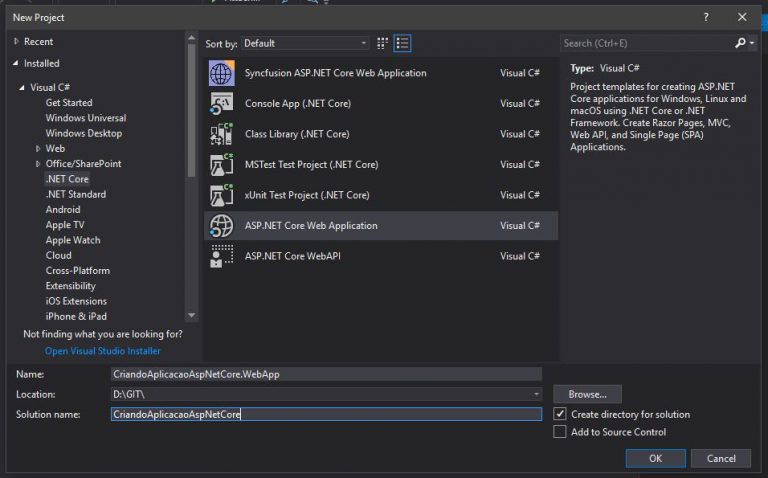 New Project
? ×
Recent
Installed
Visual C#
Get Started
Windows Universal
Windows Desktop
Web
Office/SharePoint
.NET Core
.NET Standard
Android
Apple TV
Apple Watch
Cloud
Cross-Platform
Extensibility
iOS Extensions
iPhone & iPad
Not finding what you are looking for?
Open Visual Studio Installer
Sort by: Default
Syncfusion ASP.NET Core Web Application Visual C#
Console App (.NET Core) Visual C#
Class Library (.NET Core) Visual C#
MSTest Test Project (.NET Core) Visual C#
xUnit Test Project (.NET Core) Visual C#
ASP.NET Core Web Application Visual C#
ASP.NET Core WebAPI Visual C#
Search (Ctrl+E)
Type: Visual C#
Project templates for creating ASP.NET
Core applications for Windows, Linux and
macOS using .NET Core or .NET
Framework. Create Razor Pages, MVC,
Web API, and Single Page (SPA)
Applications.
Name: CriandoAplicacaoAspNetCore.WebApp
Location: D:\GIT\ Browse...
Solution name: CriandoAplicacaoAspNetCore
Create directory for solution
Add to Source Control
OK Cancel